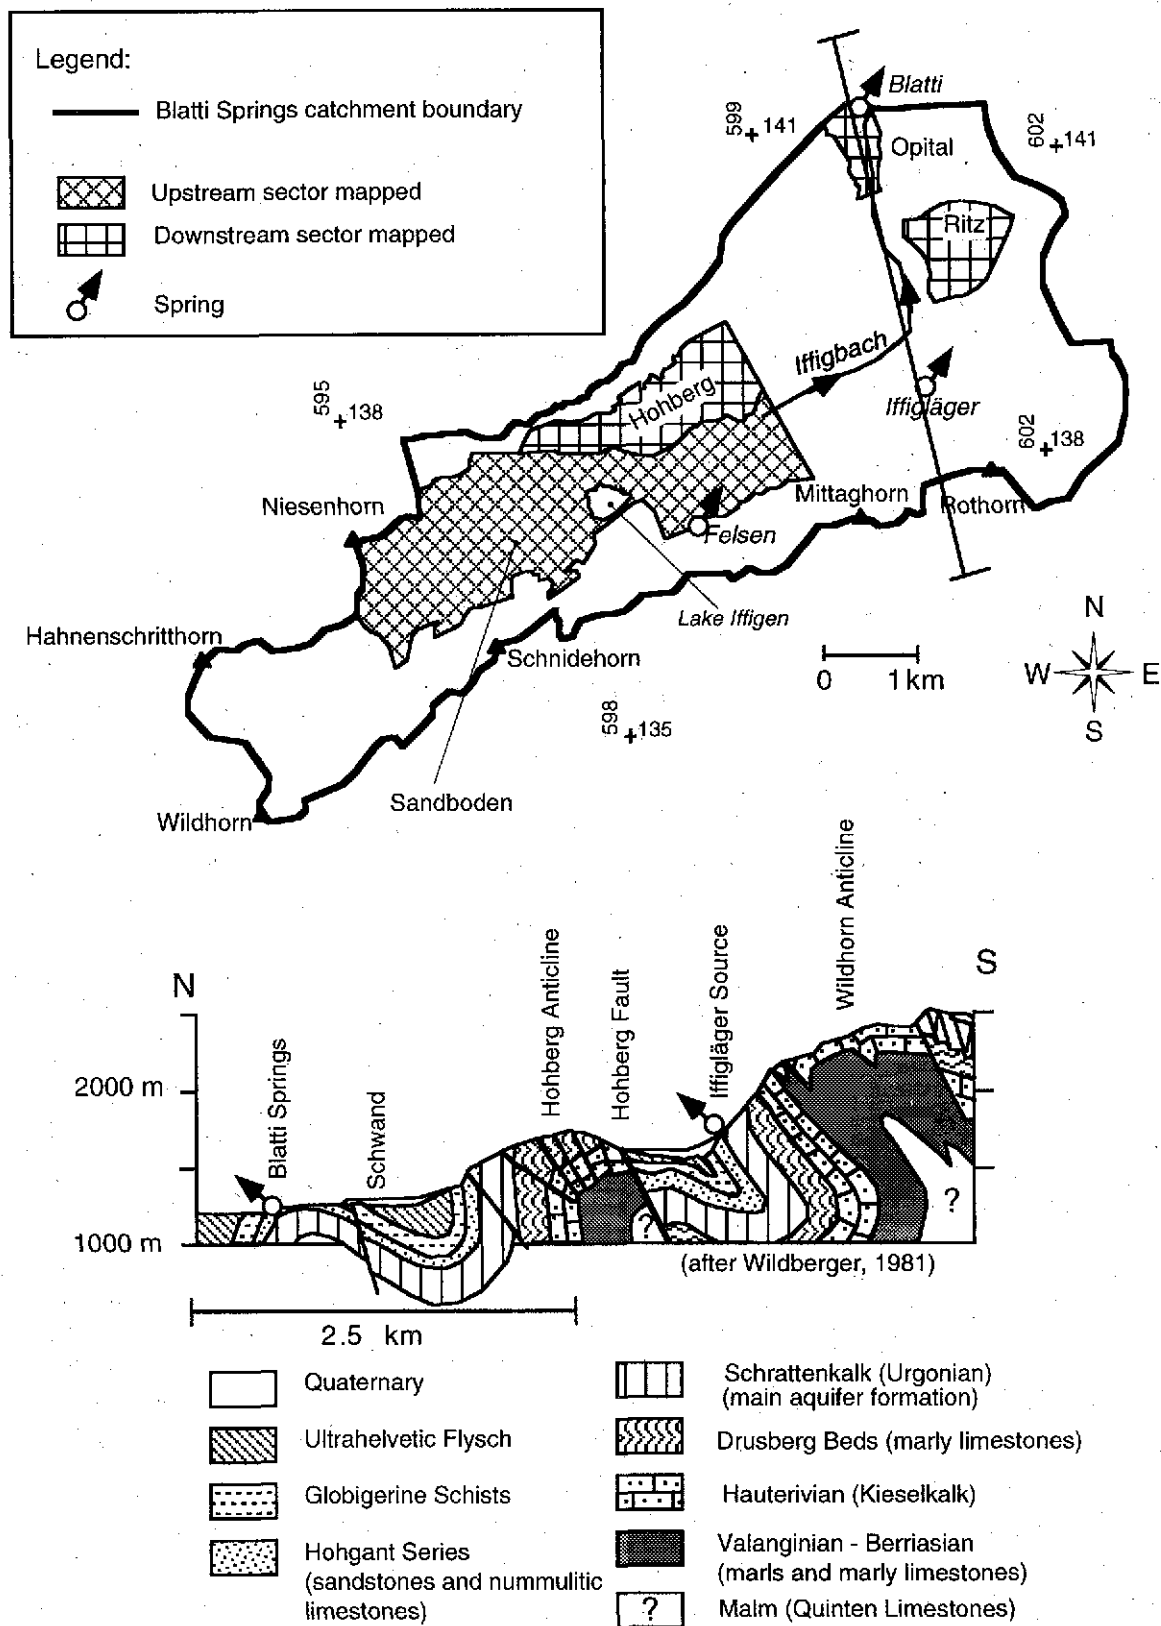 Legend:
Blatti Springs catchment boundary
Upstream sector mapped
Downstream sector mapped
Spring
Blatti
599
141
Opital
602
141
Ritz
Iffigbach
Hohberg
595
138
Iffigläger
602
138
Niesenhorn
Mittaghorn
Rothorn
Felsen
Lake Iffigen
Hahnenschritthorn
Schnidehorn
0 1 km
N
W E
S
598
135
Sandboden
Wildhorn
N
S
Blatti Springs
Schwand
Hohberg Anticline
Hohberg Fault
Iffigläger Source
Wildhorn Anticline
2000 m
1000 m
?
?
(after Wildberger, 1981)
2.5 km
Quaternary
Ultrahelvetic Flysch
Globigerine Schists
Hohgant Series
(sandstones and nummulitic
limestones)
Schrattenkalk (Urgonian)
(main aquifer formation)
Drusberg Beds (marly limestones)
Hauterivian (Kieselkalk)
Valanginian - Berriasian
(marls and marly limestones)
?
Malm (Quinten Limestones)